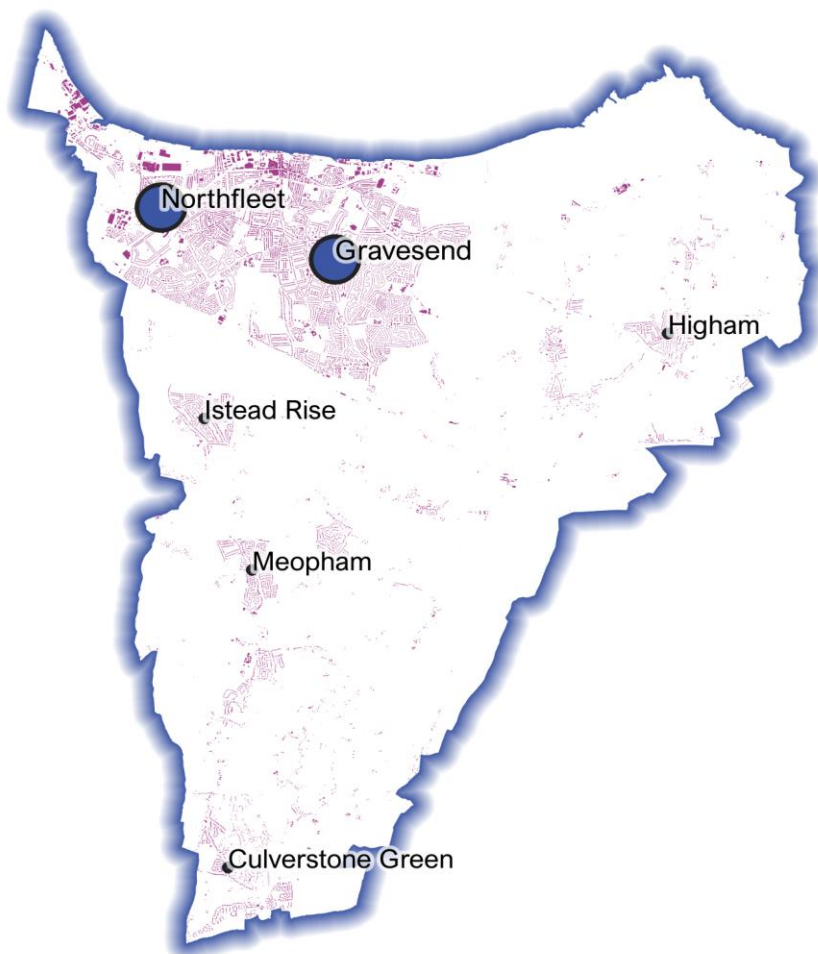 Northfleet
Gravesend
Higham
Istead Rise
Meopham
Culverstone Green